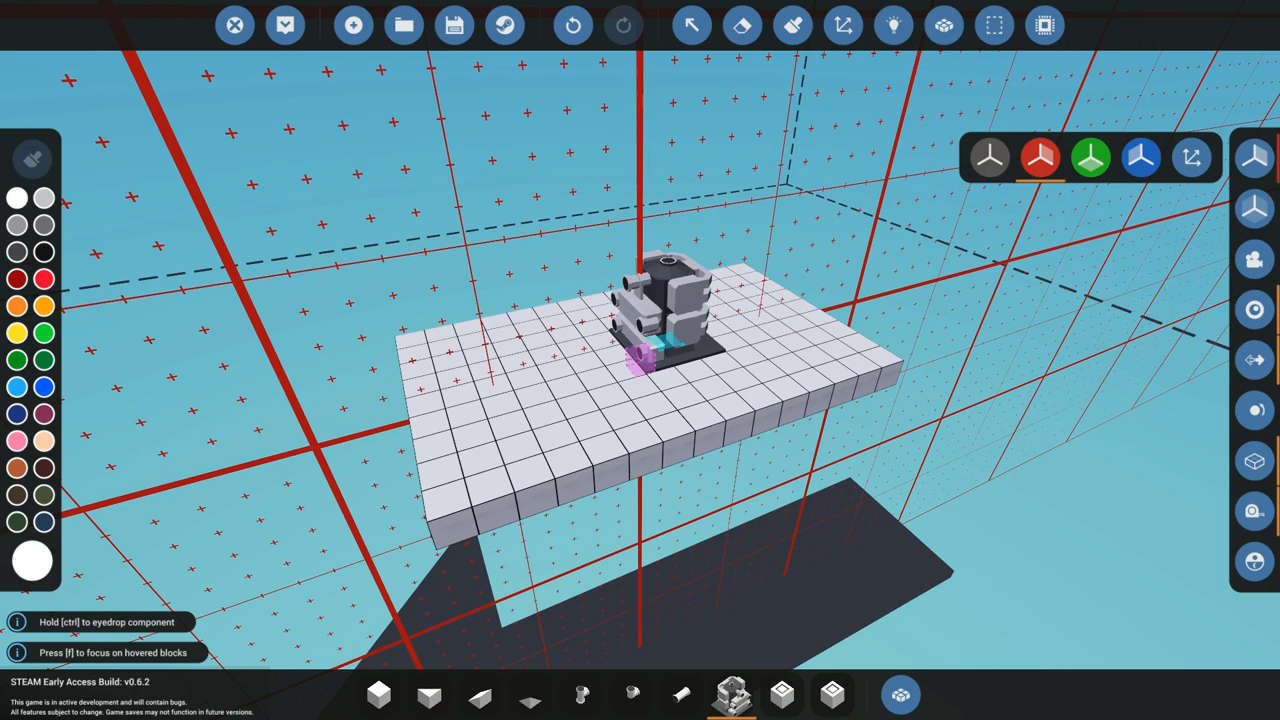 Hold [ctrl] to eyedrop component
Press [f] to focus on hovered blocks
STEAM Early Access Build: v0.6.2
This game is in active development and will contain bugs.
All features subject to change. Game saves may not function in future versions.